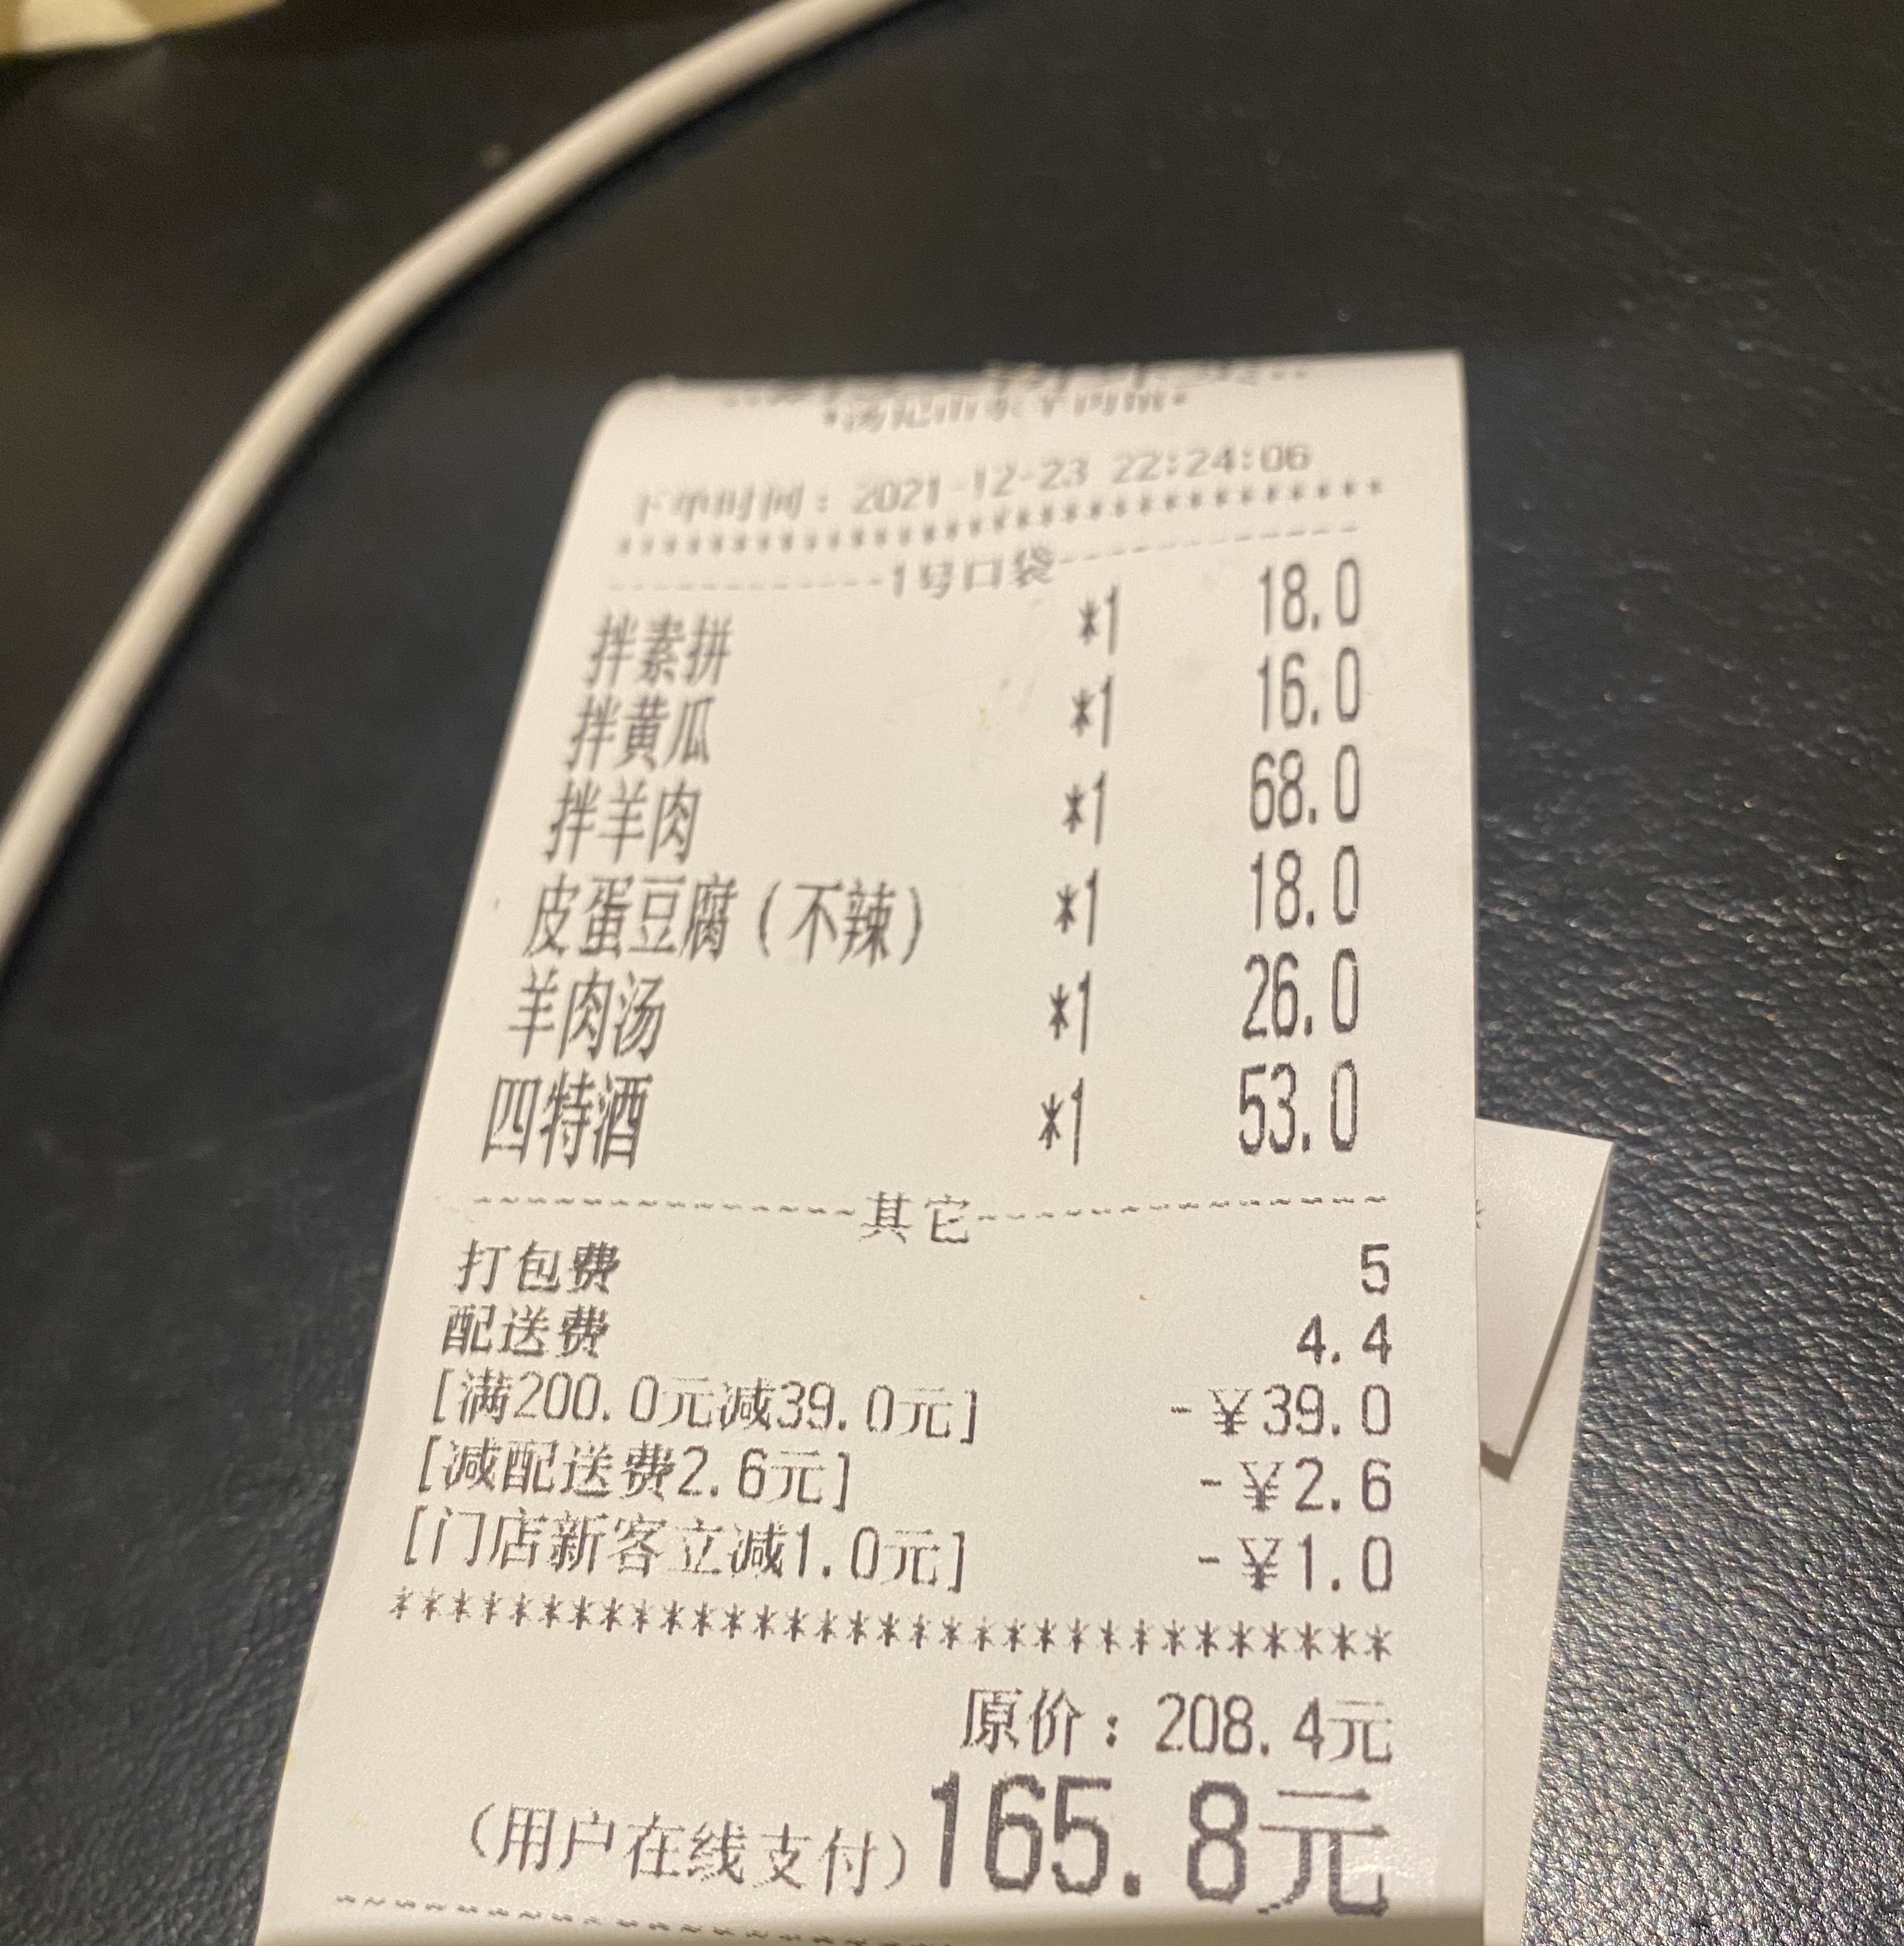 下单时间：2021-12-23 22:24:06
*********************************
------------1号口袋------------
拌素拼 *1 18.0
拌黄瓜 *1 16.0
拌羊肉 *1 68.0
皮蛋豆腐（不辣） *1 18.0
羊肉汤 *1 26.0
四特酒 *1 53.0
--------------其它--------------
打包费 5
配送费 4.4
[满200.0元减39.0元] -¥39.0
[减配送费2.6元] -¥2.6
[门店新客立减1.0元] -¥1.0
********************************
原价：208.4元
（用户在线支付）165.8元